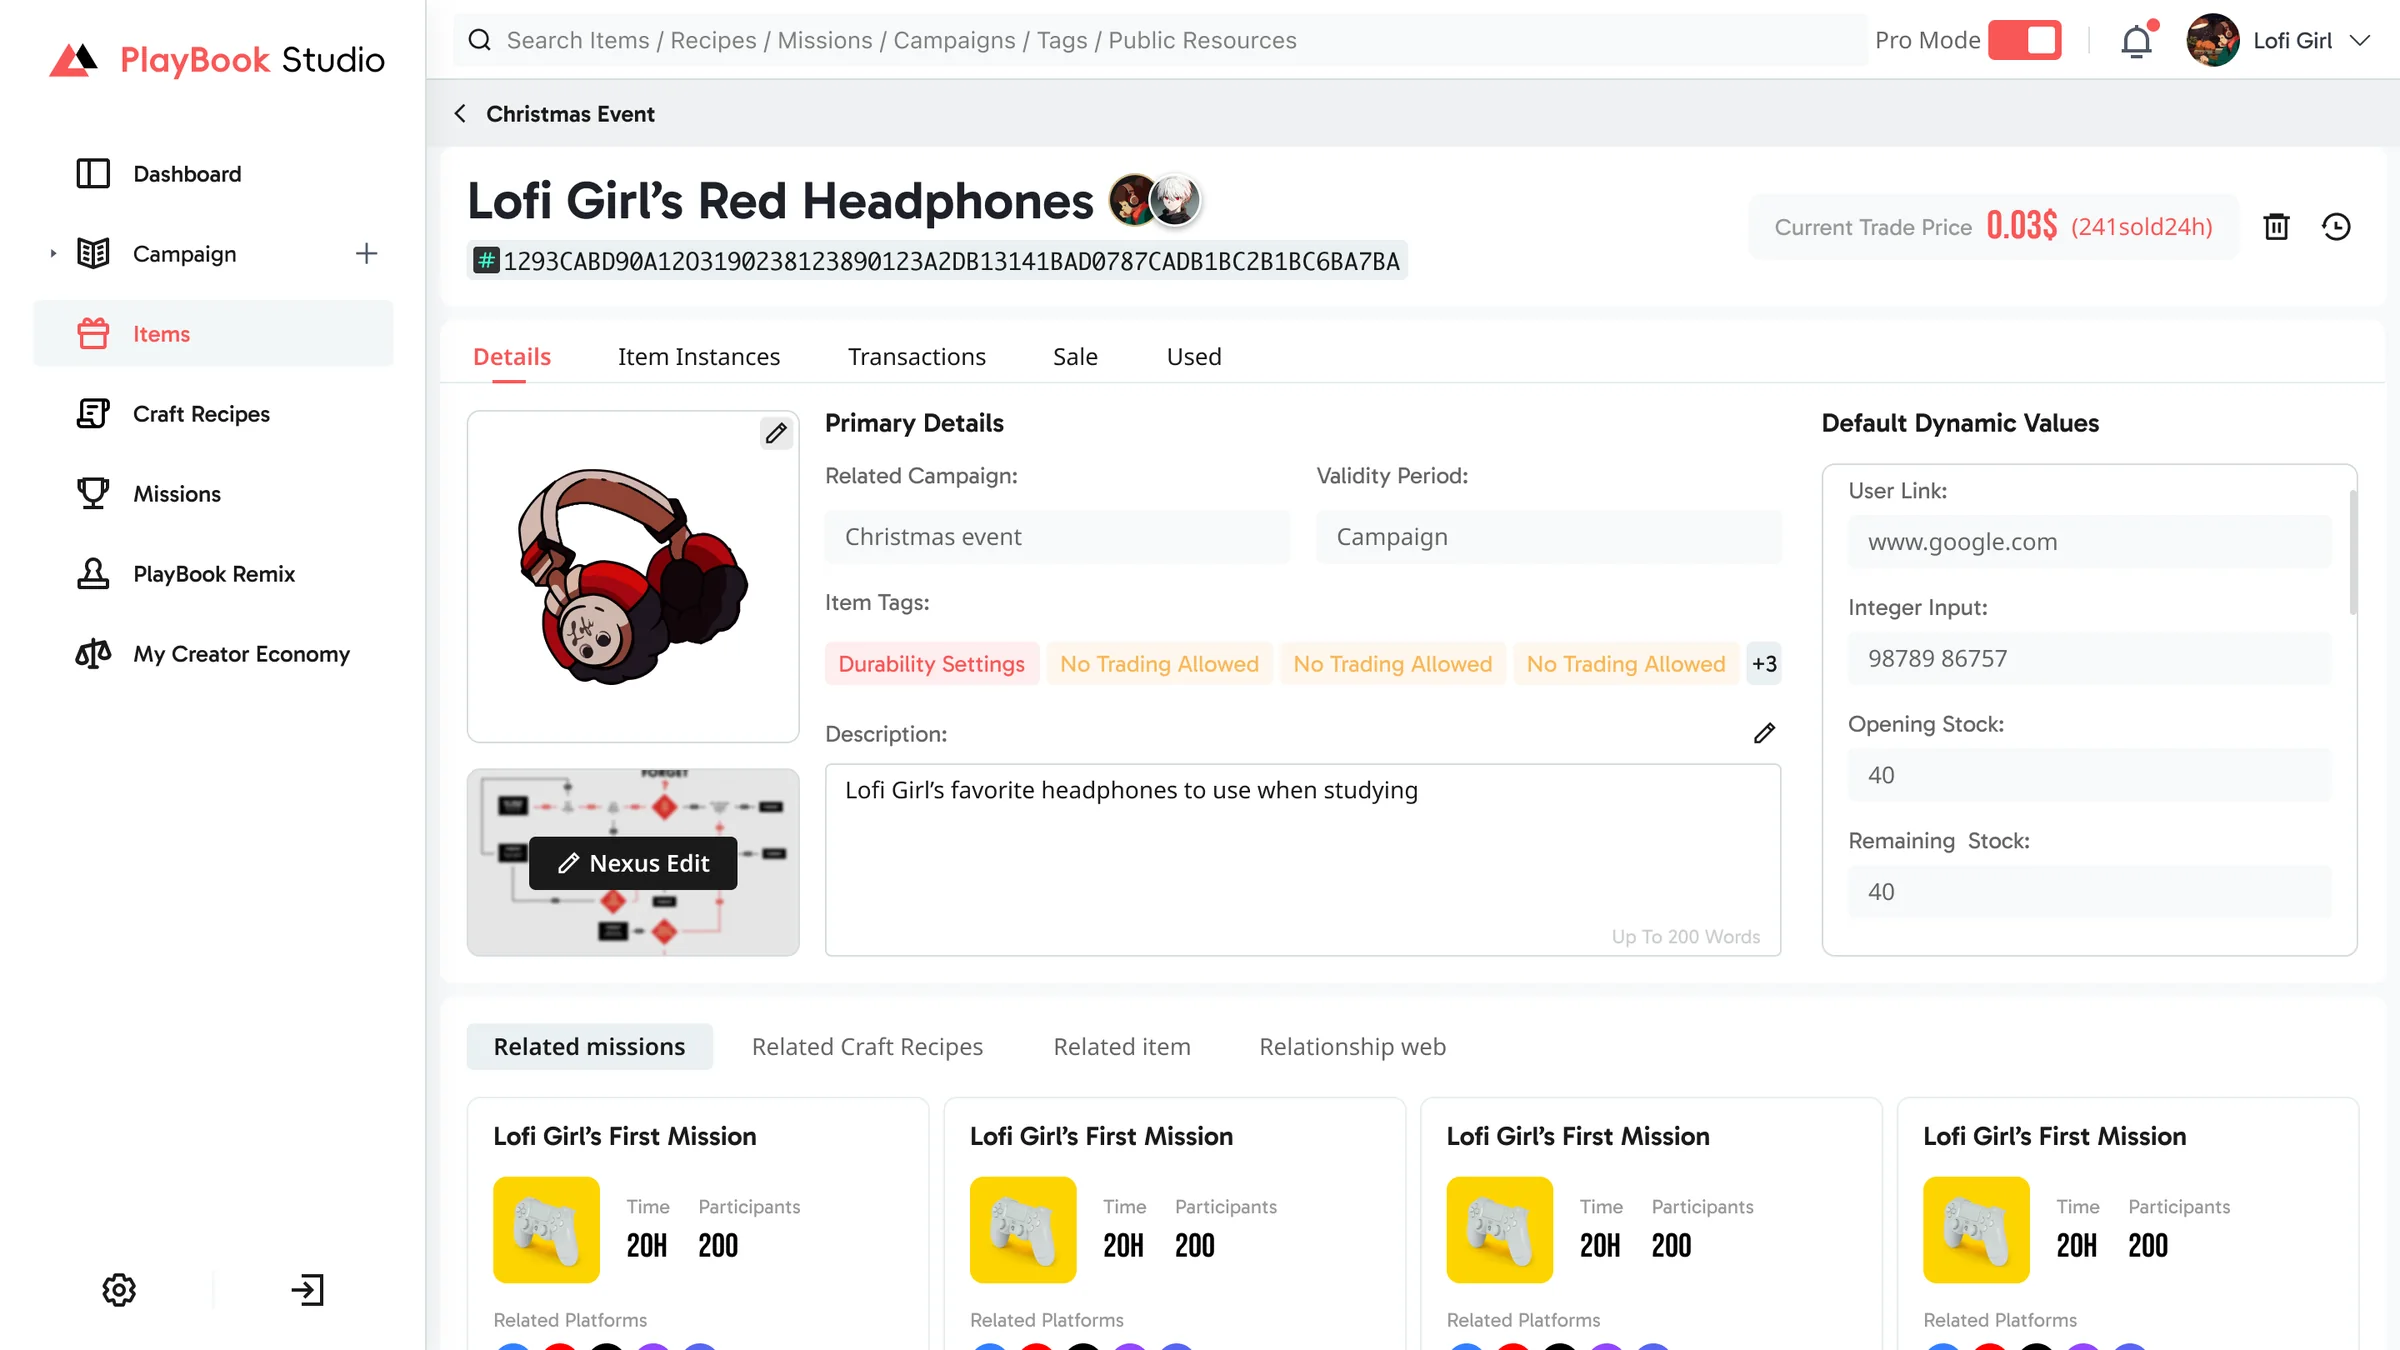 PlayBook Studio
Search Items / Recipes / Missions / Campaigns / Tags / Public Resources
Pro Mode
Lofi Girl
Christmas Event
Dashboard
Campaign
Items
Craft Recipes
Missions
PlayBook Remix
My Creator Economy
Lofi Girl’s Red Headphones
#1293CABD90A12O3190238123890123A2DB13141BAD0787CADB1BC2B1BC6BA7BA
Current Trade Price 0.03$ (241sold24h)
Details Item Instances Transactions Sale Used
Primary Details
Related Campaign:
Christmas event
Validity Period:
Campaign
Item Tags:
Durability Settings No Trading Allowed No Trading Allowed No Trading Allowed +3
Description:
Lofi Girl’s favorite headphones to use when studying
Up To 200 Words
FORGET
Nexus Edit
Default Dynamic Values
User Link:
www.google.com
Integer Input:
98789 86757
Opening Stock:
40
Remaining Stock:
40
Related missions Related Craft Recipes Related item Relationship web
Lofi Girl’s First Mission
Time Participants
20H 200
Related Platforms
Lofi Girl’s First Mission
Time Participants
20H 200
Related Platforms
Lofi Girl’s First Mission
Time Participants
20H 200
Related Platforms
Lofi Girl’s First Mission
Time Participants
20H 200
Related Platforms